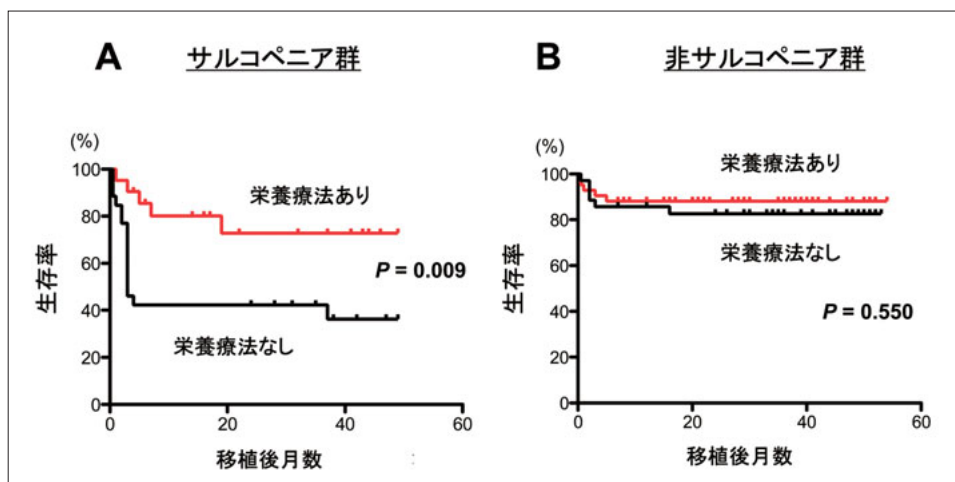 A サルコペニア群
(%)
100
80
60
40
20
0
0 20 40 60
生存率
栄養療法あり
P = 0.009
栄養療法なし
移植後月数
B 非サルコペニア群
(%)
100
80
60
40
20
0
0 20 40 60
生存率
栄養療法あり
栄養療法なし
P = 0.550
移植後月数